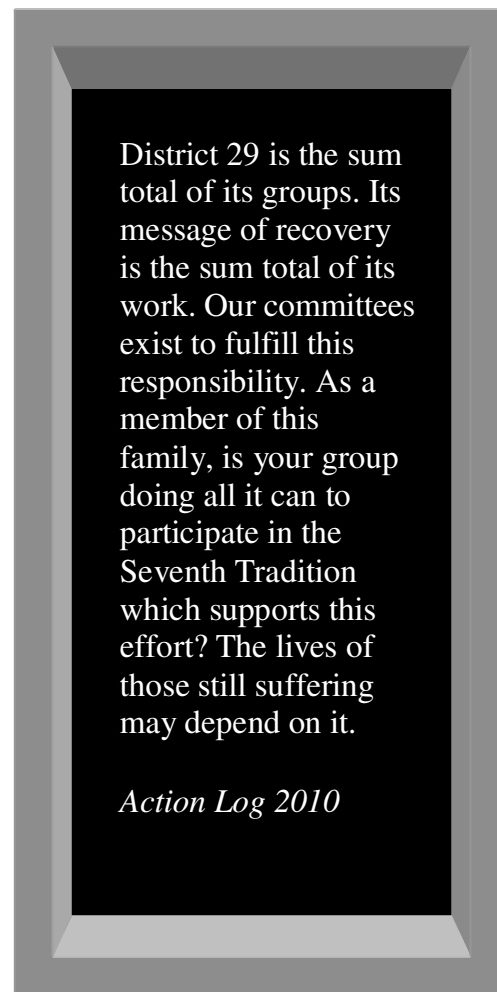 District 29 is the sum
total of its groups. Its
message of recovery
is the sum total of its
work. Our committees
exist to fulfill this
responsibility. As a
member of this
family, is your group
doing all it can to
participate in the
Seventh Tradition
which supports this
effort? The lives of
those still suffering
may depend on it.
Action Log 2010